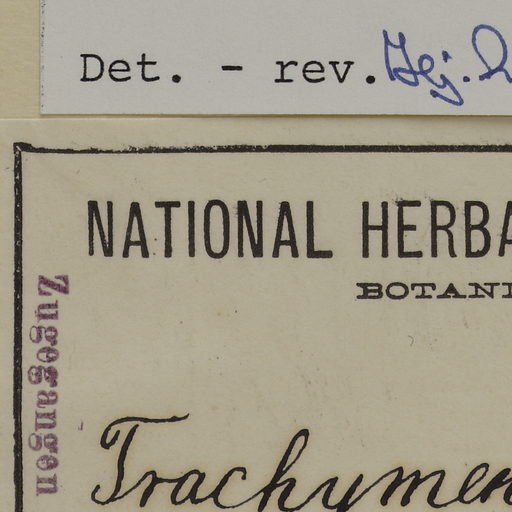 Det. - rev.
NATIONAL HERBA
BOTANI
Zugegangen
Trachymen